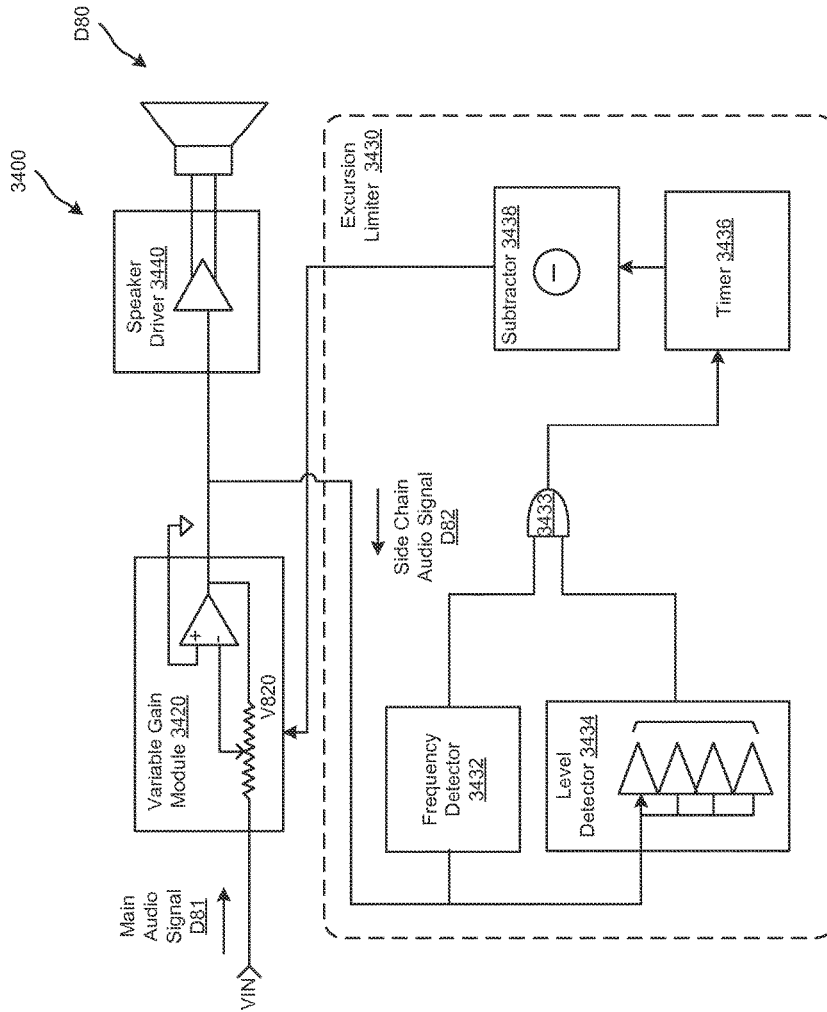 3400
D80
Main
Audio
Signal
D81
VIN
Variable Gain
Module 3420
+
-
V820
Speaker
Driver 3440
Side Chain
Audio Signal
D82
Excursion
Limiter 3430
Frequency
Detector
3432
Level
Detector 3434
3433
Subtractor 3438
−
Timer 3436